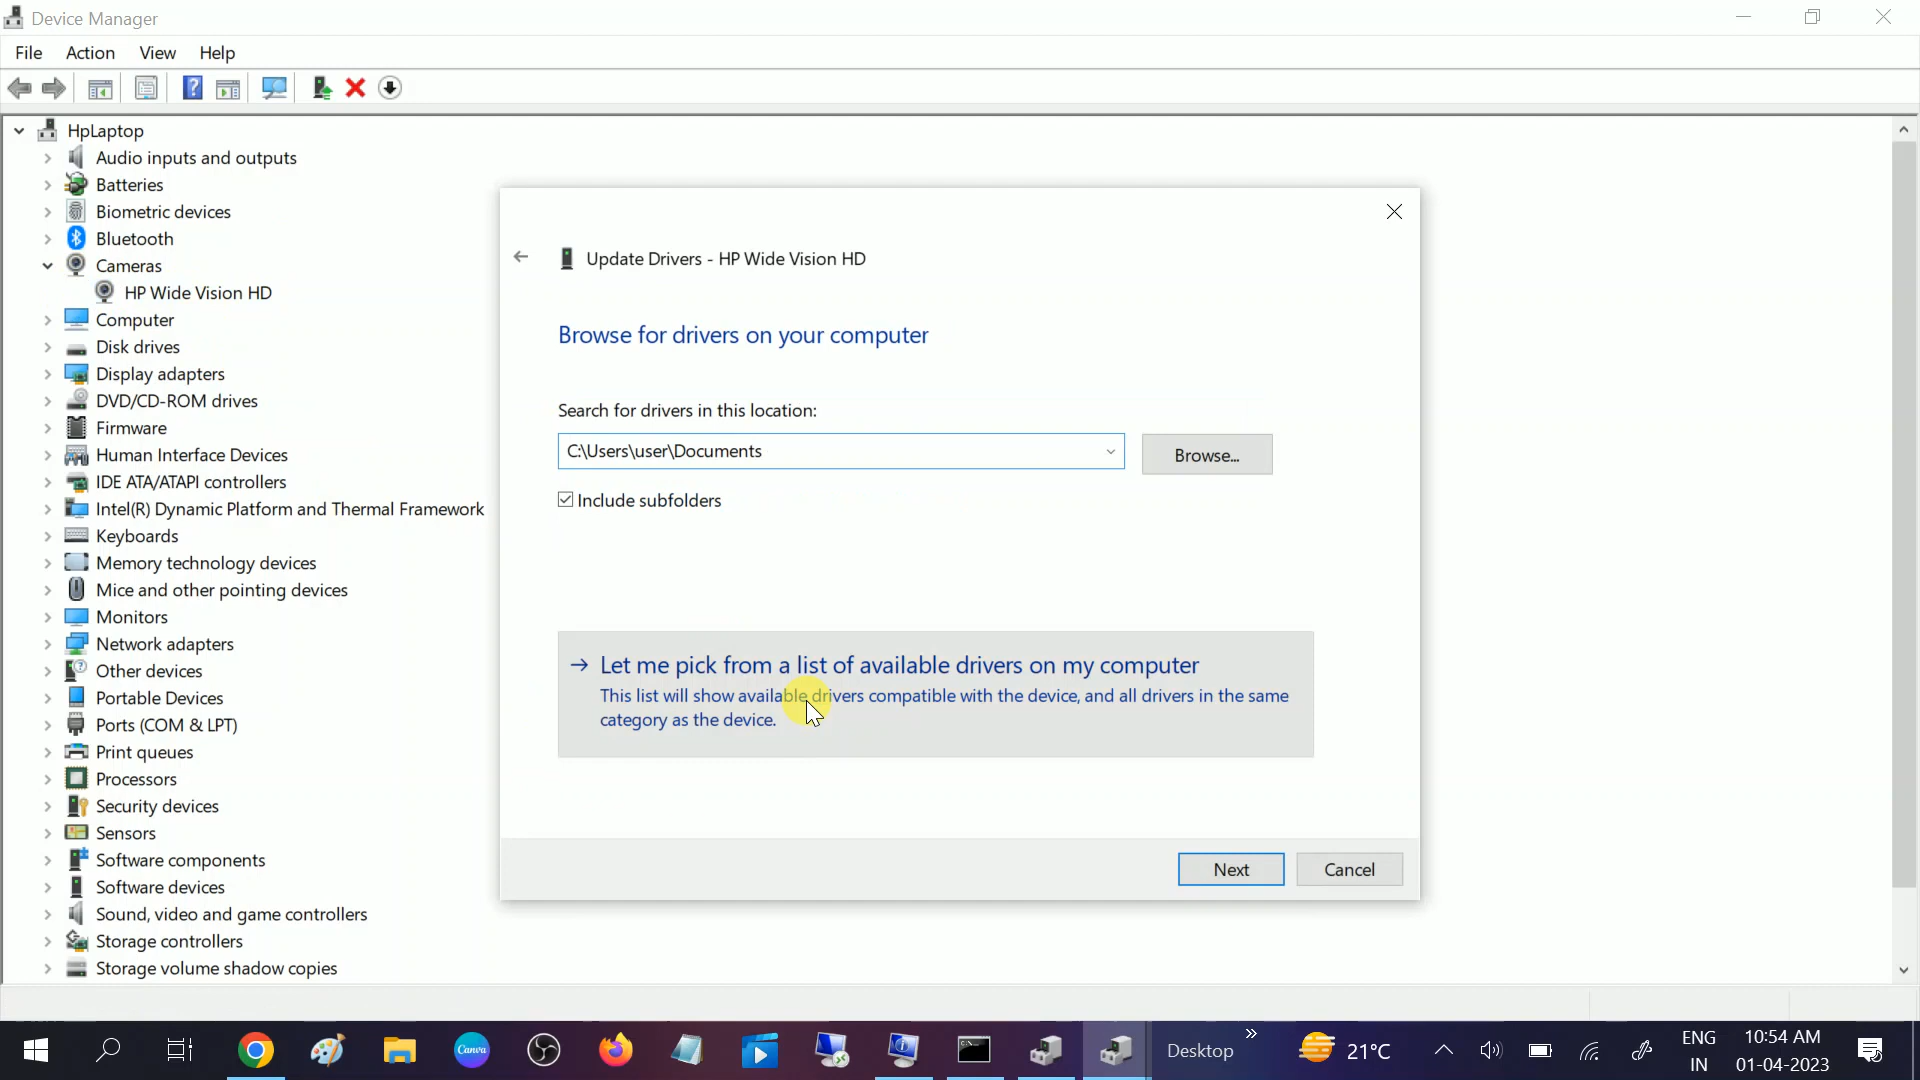 Device Manager
File Action View Help
HpLaptop
Audio inputs and outputs
Batteries
Biometric devices
Bluetooth
Cameras
HP Wide Vision HD
Computer
Disk drives
Display adapters
DVD/CD-ROM drives
Firmware
Human Interface Devices
IDE ATA/ATAPI controllers
Intel(R) Dynamic Platform and Thermal Framework
Keyboards
Memory technology devices
Mice and other pointing devices
Monitors
Network adapters
Other devices
Portable Devices
Ports (COM & LPT)
Print queues
Processors
Security devices
Sensors
Software components
Software devices
Sound, video and game controllers
Storage controllers
Storage volume shadow copies
Update Drivers - HP Wide Vision HD
Browse for drivers on your computer
Search for drivers in this location:
C:\Users\user\Documents
Browse...
Include subfolders
Let me pick from a list of available drivers on my computer
This list will show available drivers compatible with the device, and all drivers in the same
category as the device.
Next Cancel
Canva
Desktop
21°C
ENG
IN
10:54 AM
01-04-2023